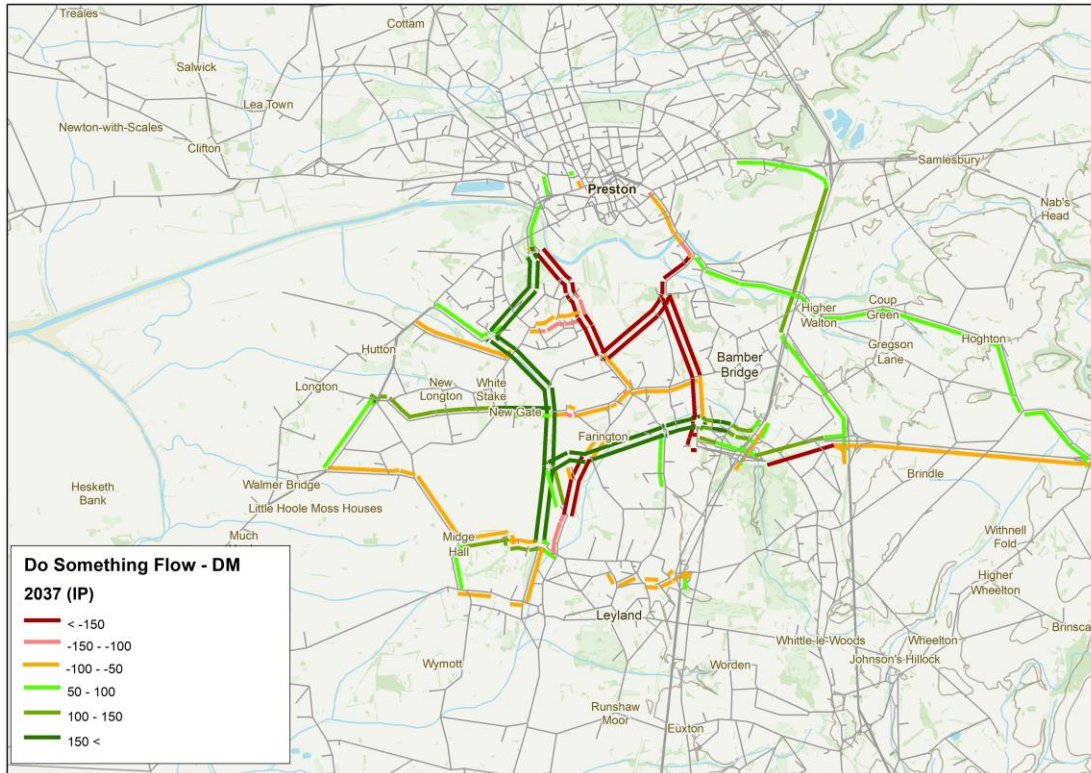 Treales
Cottam
Salwick
Lea Town
Newton-with-Scales
Clifton
Samlesbury
Preston
Nab's
Head
Higher
Walton
Coup
Green
Gregson
Lane
Hoghton
Hutton
Bamber
Bridge
Longton
New
Longton
White
Stake
New Gate
Farington
Walmer Bridge
Brindle
Hesketh
Bank
Little Hoole Moss Houses
Much
Midge
Hall
Withnell
Fold
Higher
Wheelton
Leyland
Brinsca
Whittle-le-Woods
Wheelton
Johnson's Hillock
Wymott
Worden
Runshaw
Moor
Euxton
Do Something Flow - DM
2037 (IP)
< -150
-150 - -100
-100 - -50
50 - 100
100 - 150
150 <